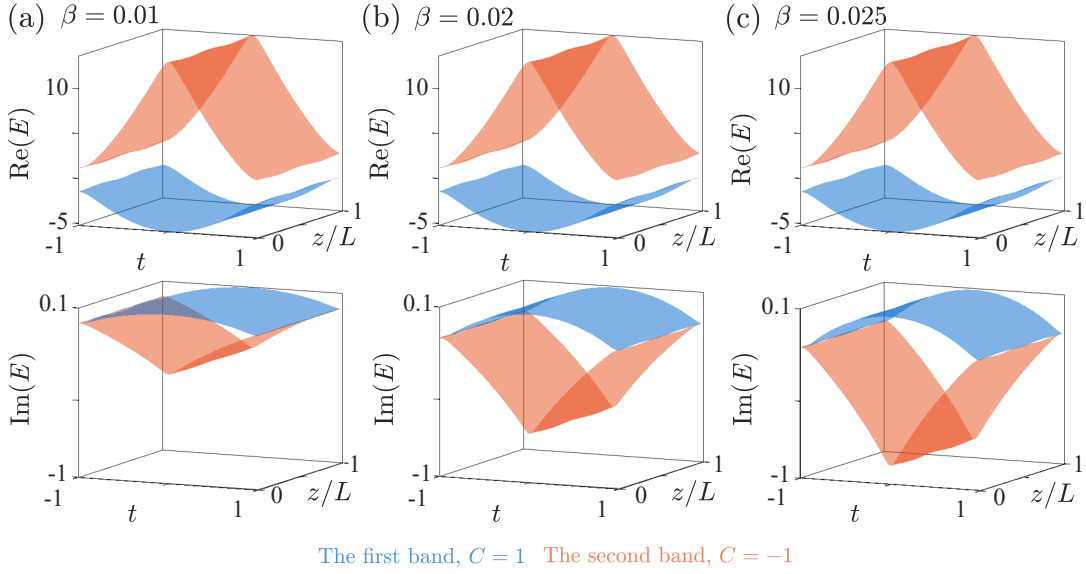 (a) β = 0.01
(b) β = 0.02
(c) β = 0.025
Re(E)
10
-5
-1
t
1
0
z/L
1
Re(E)
10
-5
-1
t
1
0
z/L
1
Re(E)
10
-5
-1
t
1
0
z/L
1
Im(E)
0.1
-1
-1
t
1
0
z/L
1
Im(E)
0.1
-1
-1
t
1
0
z/L
1
Im(E)
0.1
-1
-1
t
1
0
z/L
1
The first band, C = 1 The second band, C = −1